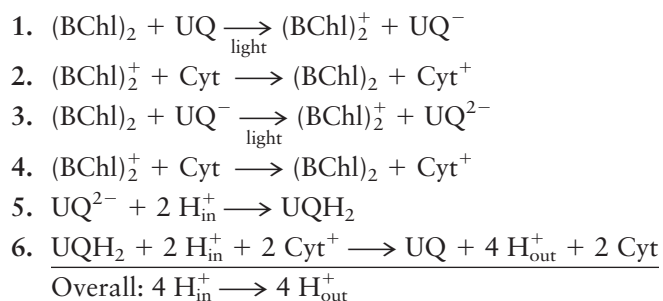 1. (BChl)₂ + UQ ⟶ (BChl)₂⁺ + UQ⁻
light
2. (BChl)₂⁺ + Cyt ⟶ (BChl)₂ + Cyt⁺
3. (BChl)₂ + UQ⁻ ⟶ (BChl)₂⁺ + UQ²⁻
light
4. (BChl)₂⁺ + Cyt ⟶ (BChl)₂ + Cyt⁺
5. UQ²⁻ + 2 H⁺in ⟶ UQH₂
6. UQH₂ + 2 H⁺in + 2 Cyt⁺ ⟶ UQ + 4 H⁺out + 2 Cyt
Overall: 4 H⁺in ⟶ 4 H⁺out